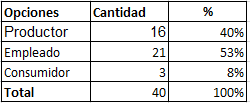 Opciones Cantidad %
Productor 16 40%
Empleado 21 53%
Consumidor 3 8%
Total 40 100%